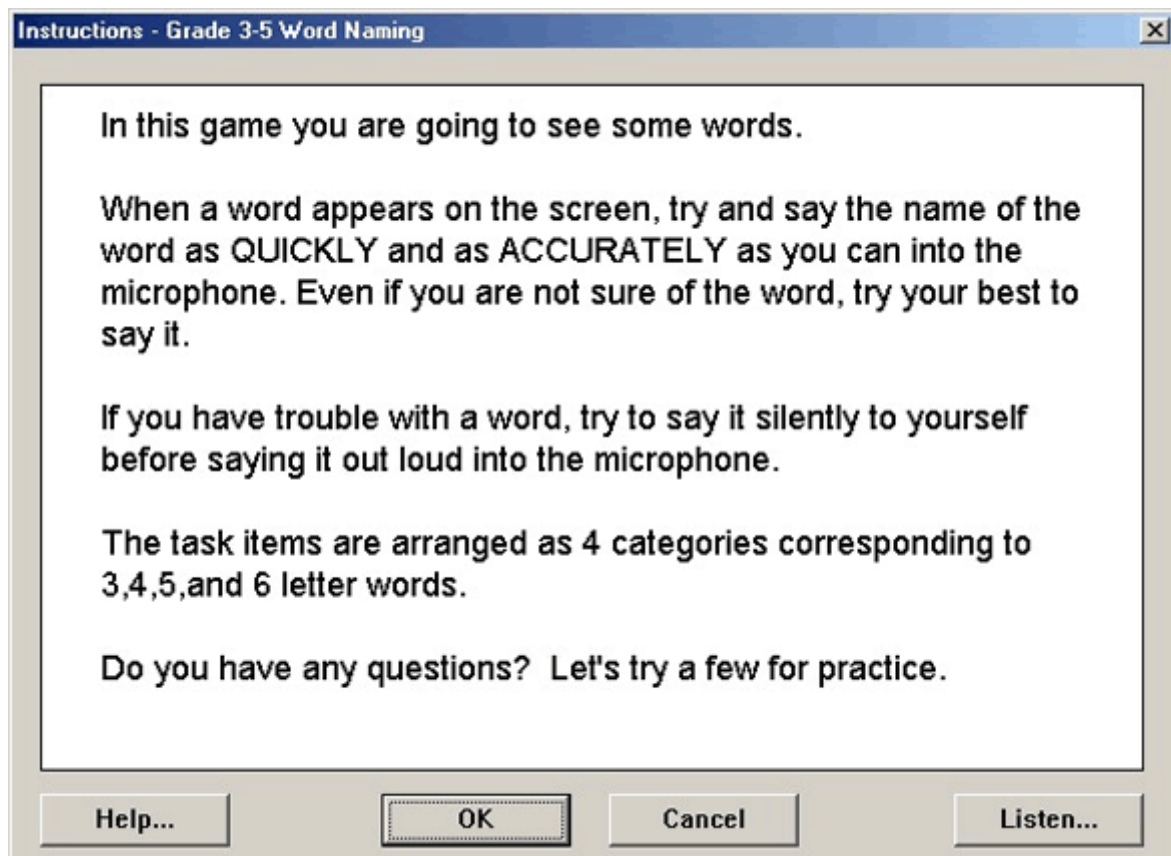 Instructions - Grade 3-5 Word Naming
In this game you are going to see some words.
When a word appears on the screen, try and say the name of the
word as QUICKLY and as ACCURATELY as you can into the
microphone. Even if you are not sure of the word, try your best to
say it.
If you have trouble with a word, try to say it silently to yourself
before saying it out loud into the microphone.
The task items are arranged as 4 categories corresponding to
3,4,5,and 6 letter words.
Do you have any questions?  Let's try a few for practice.
Help...
OK
Cancel
Listen...